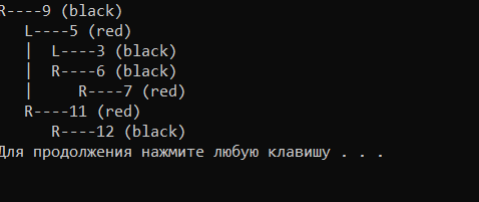 R----9 (black)
   L----5 (red)
   |  L----3 (black)
   |  R----6 (black)
   |     R----7 (red)
   R----11 (red)
      R----12 (black)
Для продолжения нажмите любую клавишу . . .